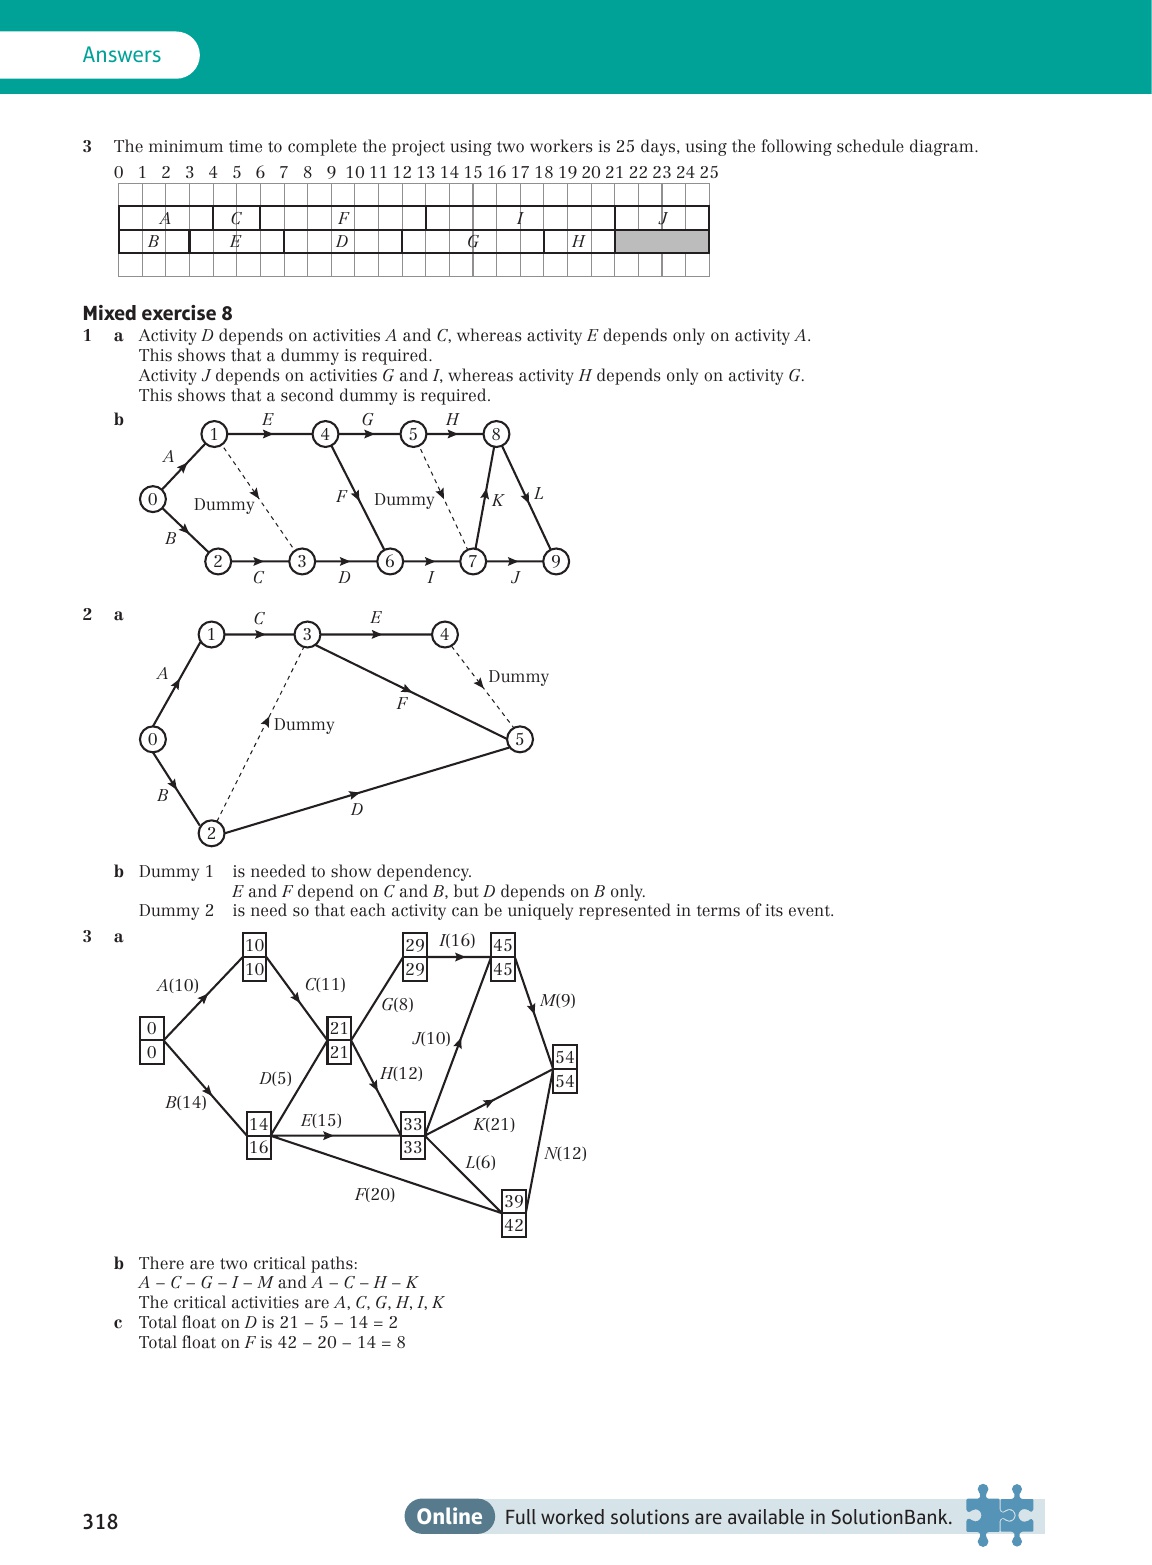 Answers
3 The minimum time to complete the project using two workers is 25 days, using the following schedule diagram.
0 1 2 3 4 5 6 7 8 9 10 11 12 13 14 15 16 17 18 19 20 21 22 23 24 25
A C F I J
B E D G H
Mixed exercise 8
1 a Activity D depends on activities A and C, whereas activity E depends only on activity A.
This shows that a dummy is required.
Activity J depends on activities G and I, whereas activity H depends only on activity G.
This shows that a second dummy is required.
b
E G H
1 4 5 8
A
0 Dummy F Dummy K L
B
2 3 6 7 9
C D I J
2 a
C E
1 3 4
A Dummy
F
Dummy
0 5
B
D
2
b Dummy 1 is needed to show dependency.
E and F depend on C and B, but D depends on B only.
Dummy 2 is need so that each activity can be uniquely represented in terms of its event.
3 a
10 29 I(16) 45
10 29 45
A(10) C(11)
G(8) M(9)
0 21
0 21
J(10)
54
54
D(5) H(12)
B(14)
14 E(15) 33 K(21)
16 33
L(6) N(12)
F(20)
39
42
b There are two critical paths:
A – C – G – I – M and A – C – H – K
The critical activities are A, C, G, H, I, K
c Total float on D is 21 – 5 – 14 = 2
Total float on F is 42 – 20 – 14 = 8
318
Online Full worked solutions are available in SolutionBank.